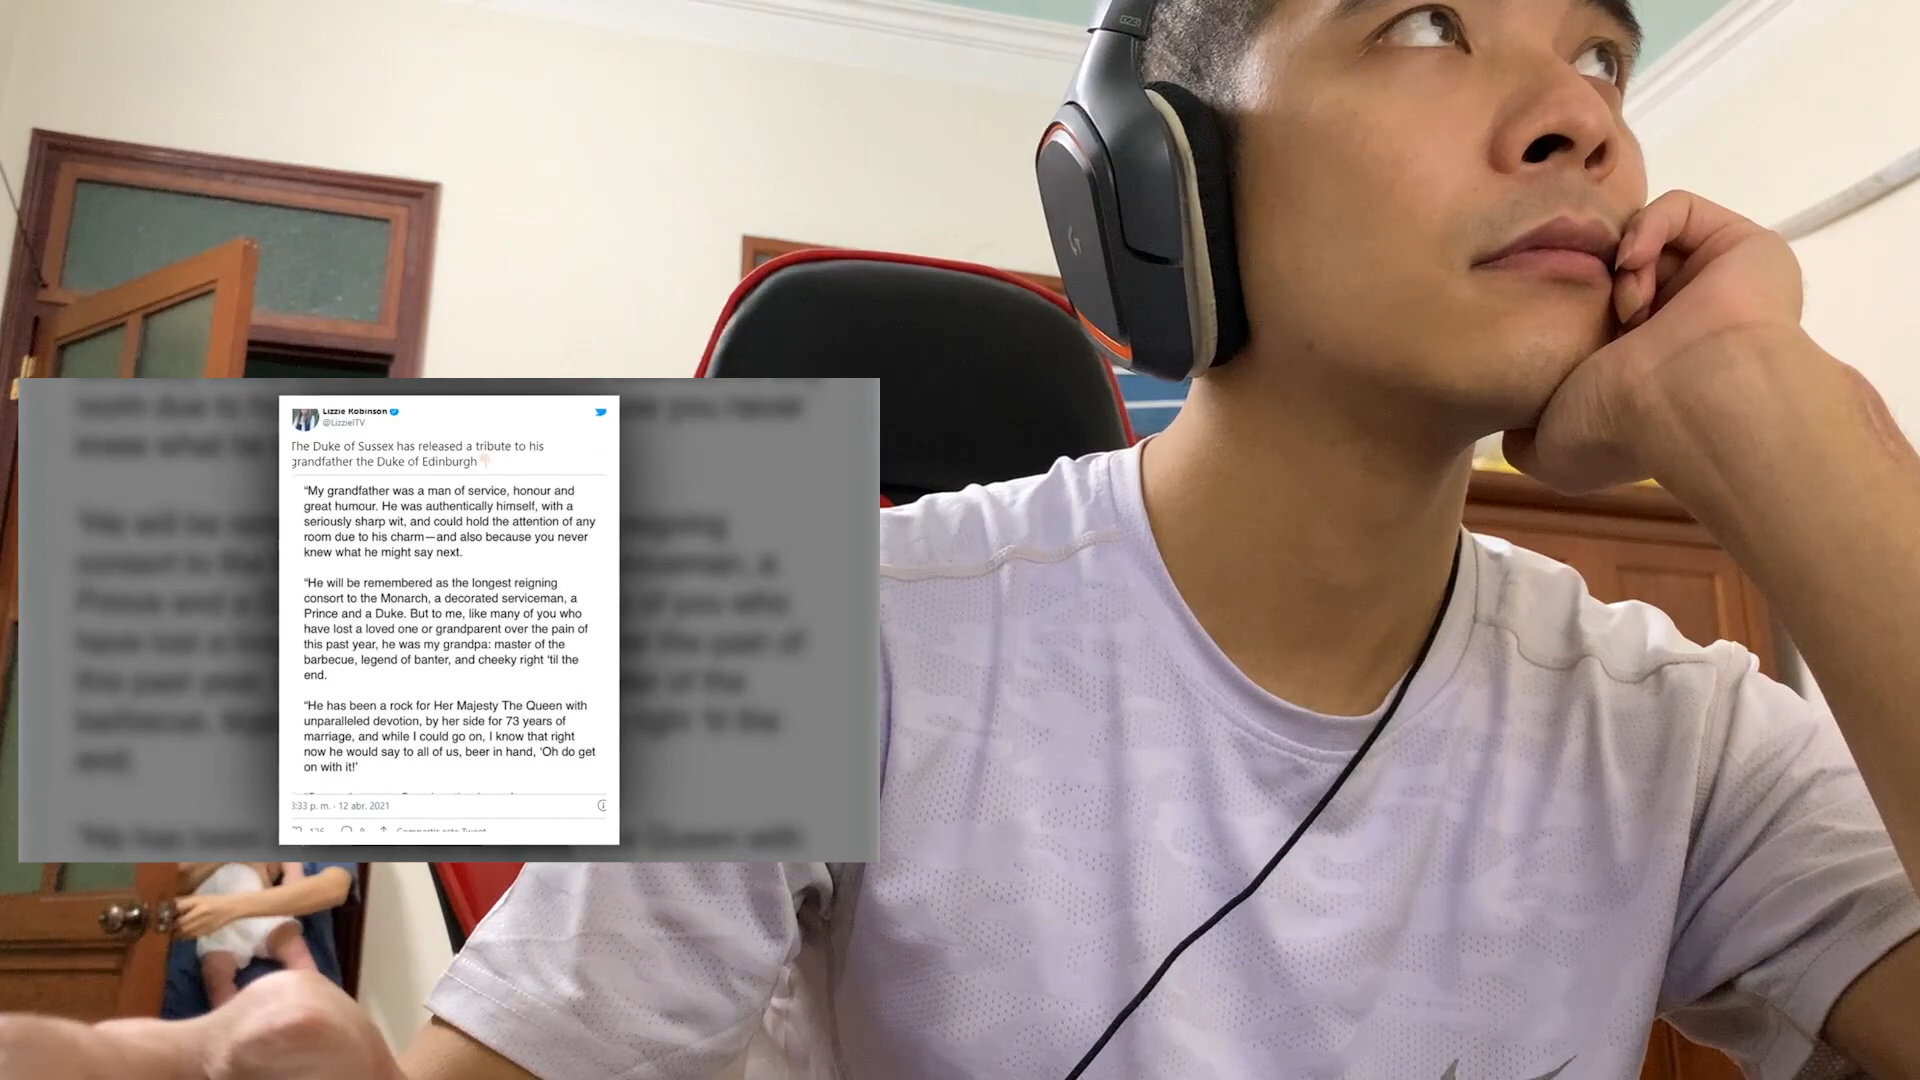 Lizzie Robinson
@LizzieITV
The Duke of Sussex has released a tribute to his
grandfather the Duke of Edinburgh
“My grandfather was a man of service, honour and
great humour. He was authentically himself, with a
seriously sharp wit, and could hold the attention of any
room due to his charm—and also because you never
knew what he might say next.
“He will be remembered as the longest reigning
consort to the Monarch, a decorated serviceman, a
Prince and a Duke. But to me, like many of you who
have lost a loved one or grandparent over the pain of
this past year, he was my grandpa: master of the
barbecue, legend of banter, and cheeky right ‘til the
end.
“He has been a rock for Her Majesty The Queen with
unparalleled devotion, by her side for 73 years of
marriage, and while I could go on, I know that right
now he would say to all of us, beer in hand, ‘Oh do get
on with it!’
3:33 p. m. · 12 abr. 2021
Compartir este Tweet